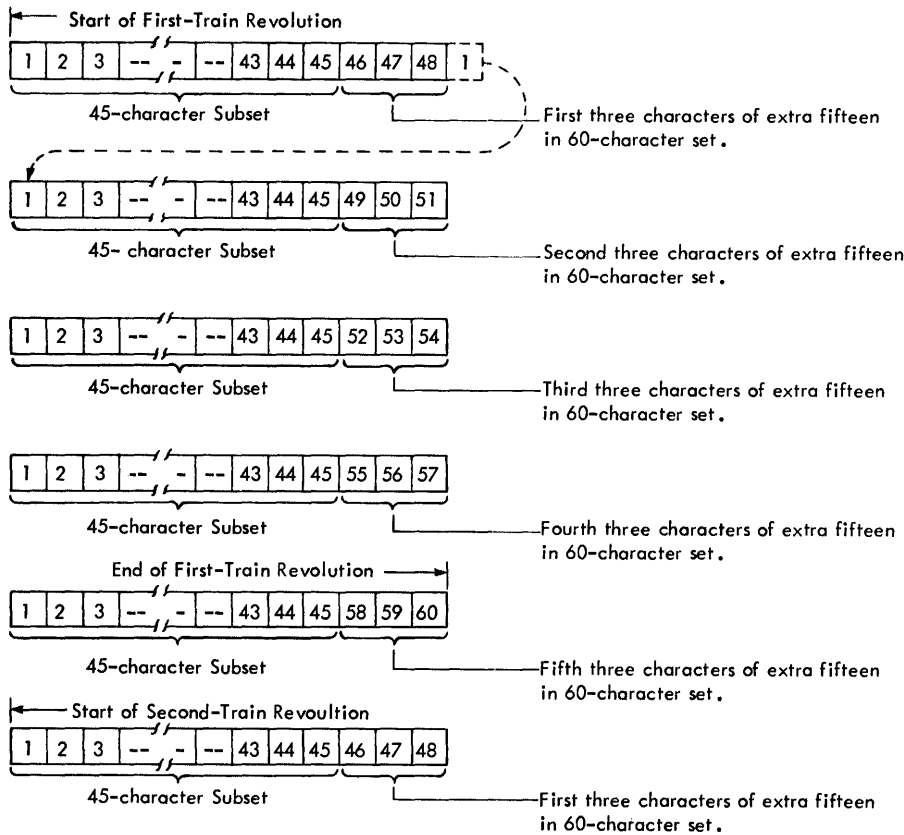 Start of First-Train Revolution
1 2 3 -- - -- 43 44 45 46 47 48 1
45-character Subset
First three characters of extra fifteen
in 60-character set.
1 2 3 -- - -- 43 44 45 49 50 51
45- character Subset
Second three characters of extra fifteen
in 60-character set.
1 2 3 -- - -- 43 44 45 52 53 54
45-character Subset
Third three characters of extra fifteen
in 60-character set.
1 2 3 -- - -- 43 44 45 55 56 57
45-character Subset
Fourth three characters of extra fifteen
in 60-character set.
End of First-Train Revolution
1 2 3 -- - -- 43 44 45 58 59 60
45-character Subset
Fifth three characters of extra fifteen
in 60-character set.
Start of Second-Train Revoultion
1 2 3 -- - -- 43 44 45 46 47 48
45-character Subset
First three characters of extra fifteen
in 60-character set.